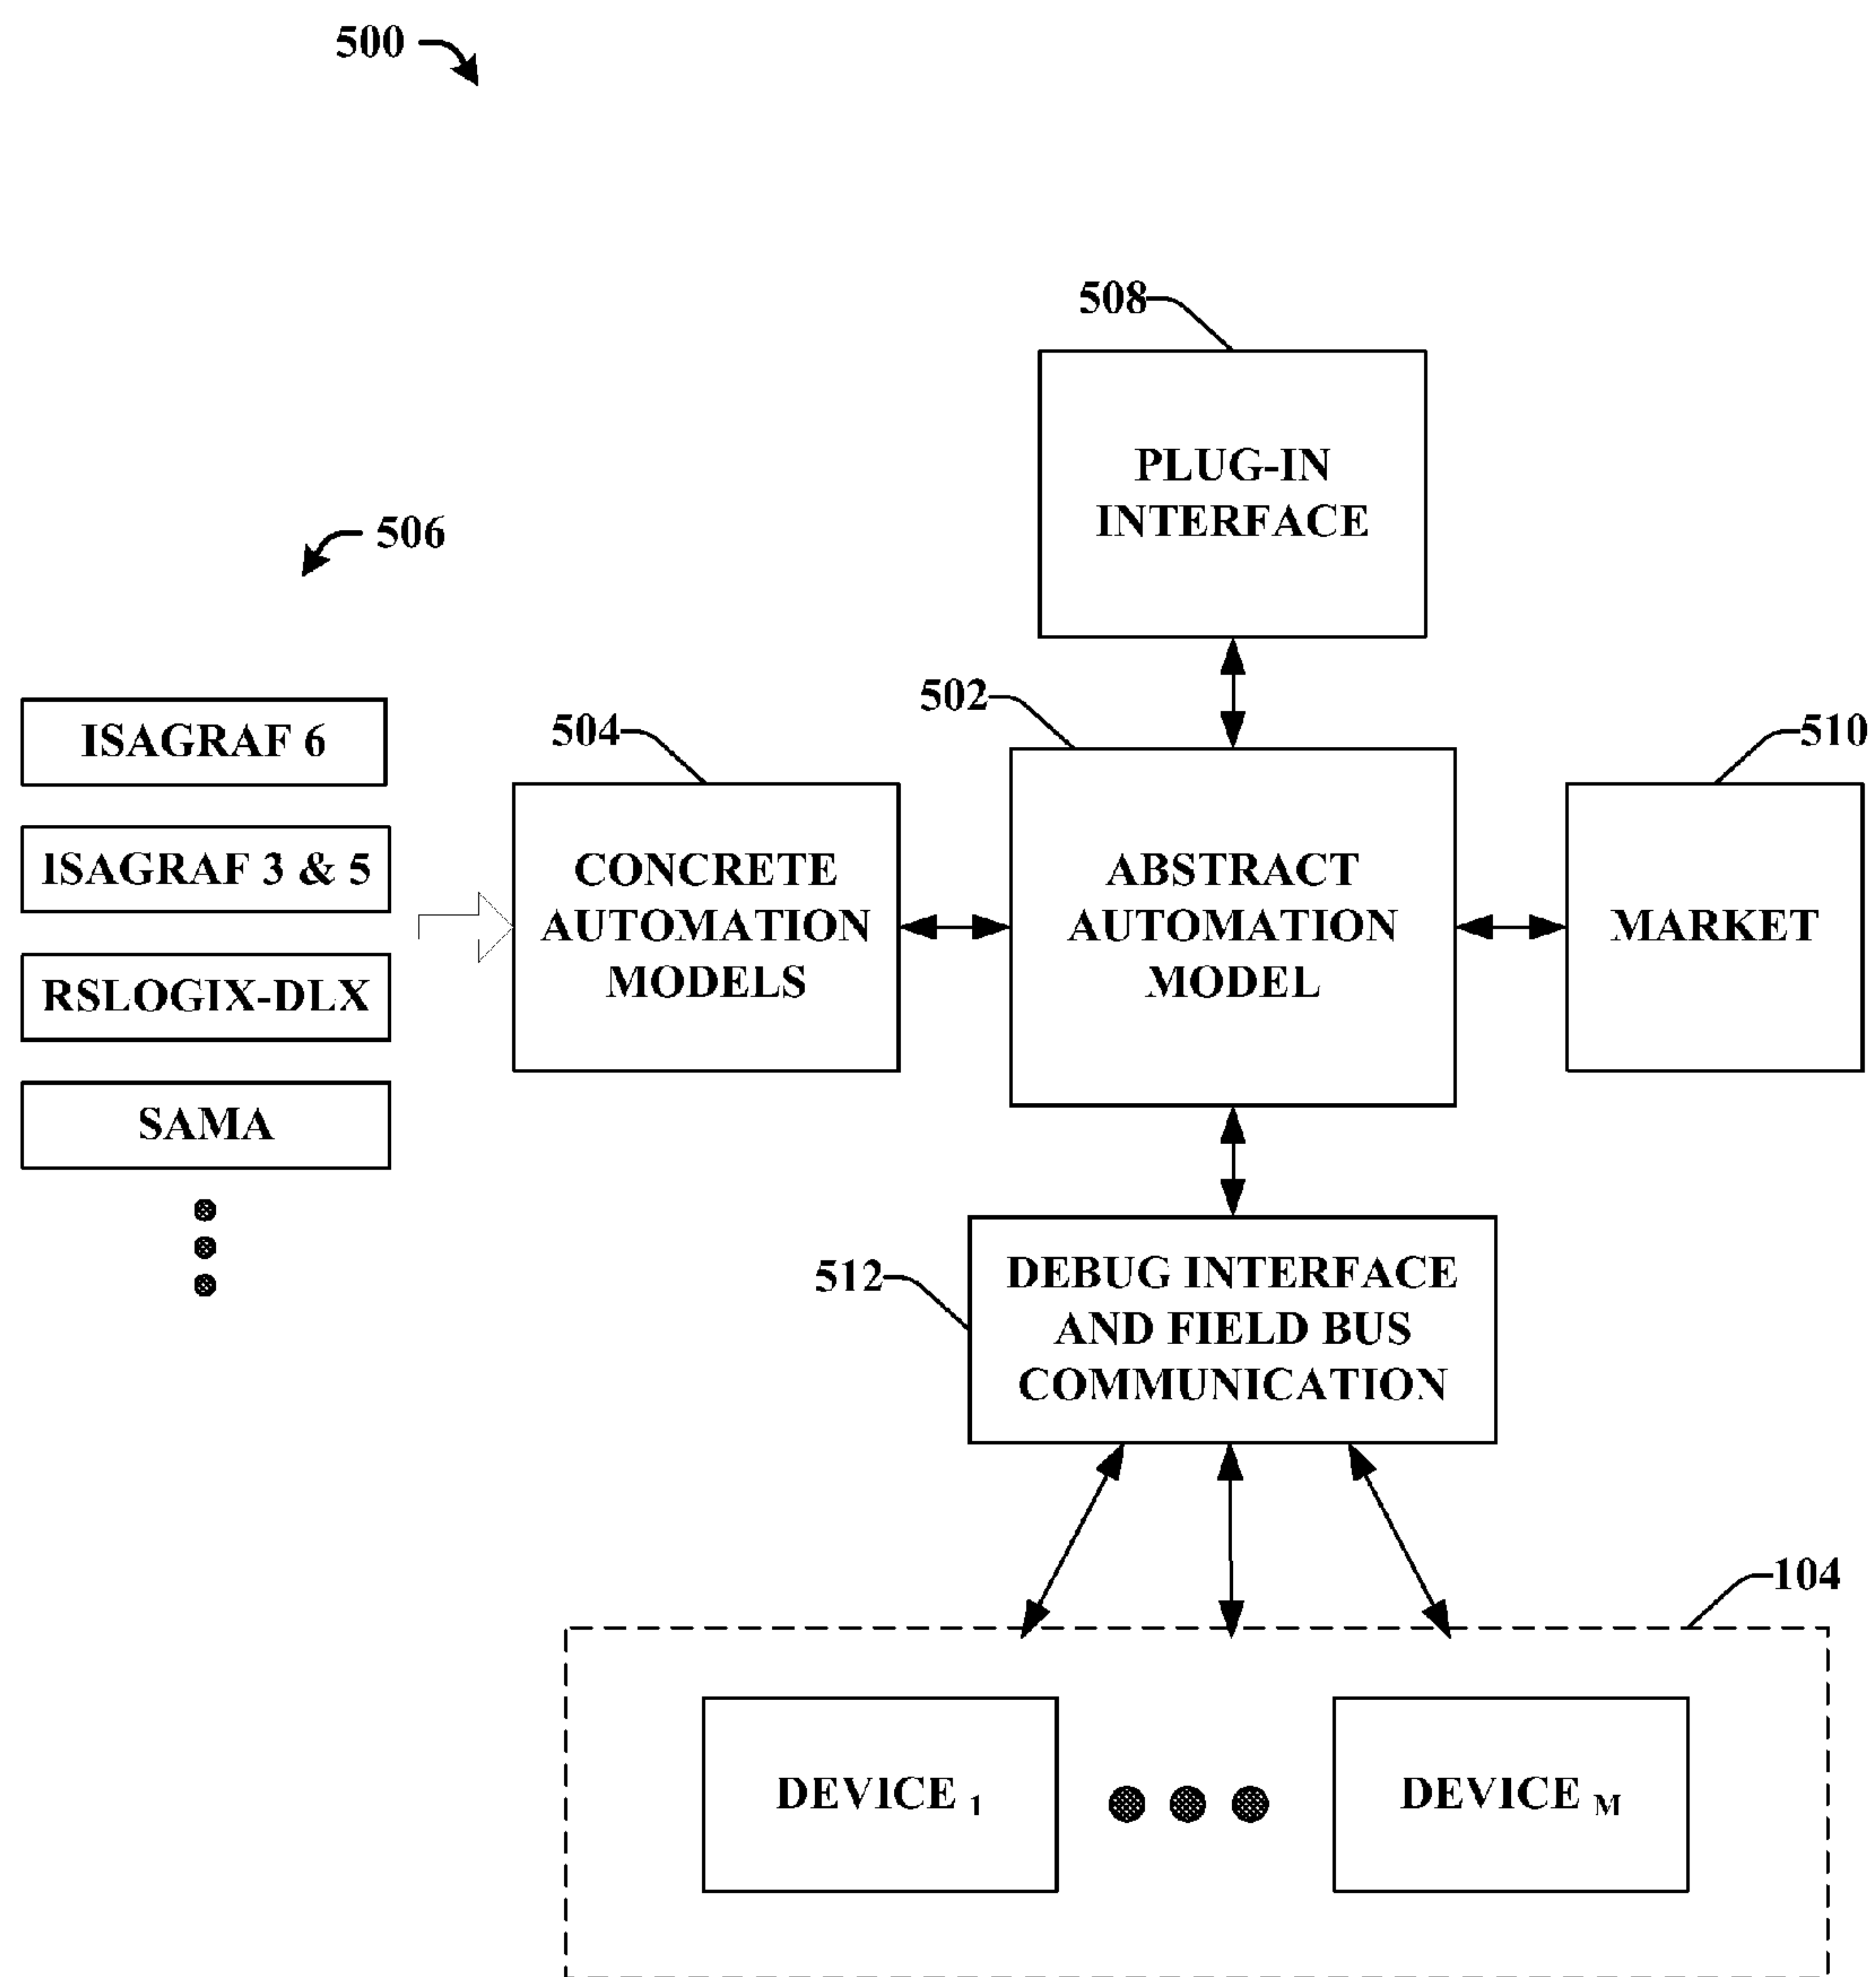 500
508
PLUG-IN
INTERFACE
506
502
504
510
ISAGRAF 6
ISAGRAF 3 & 5
RSLOGIX-DLX
SAMA
CONCRETE
AUTOMATION
MODELS
ABSTRACT
AUTOMATION
MODEL
MARKET
512
DEBUG INTERFACE
AND FIELD BUS
COMMUNICATION
104
DEVICE 1
DEVICE M